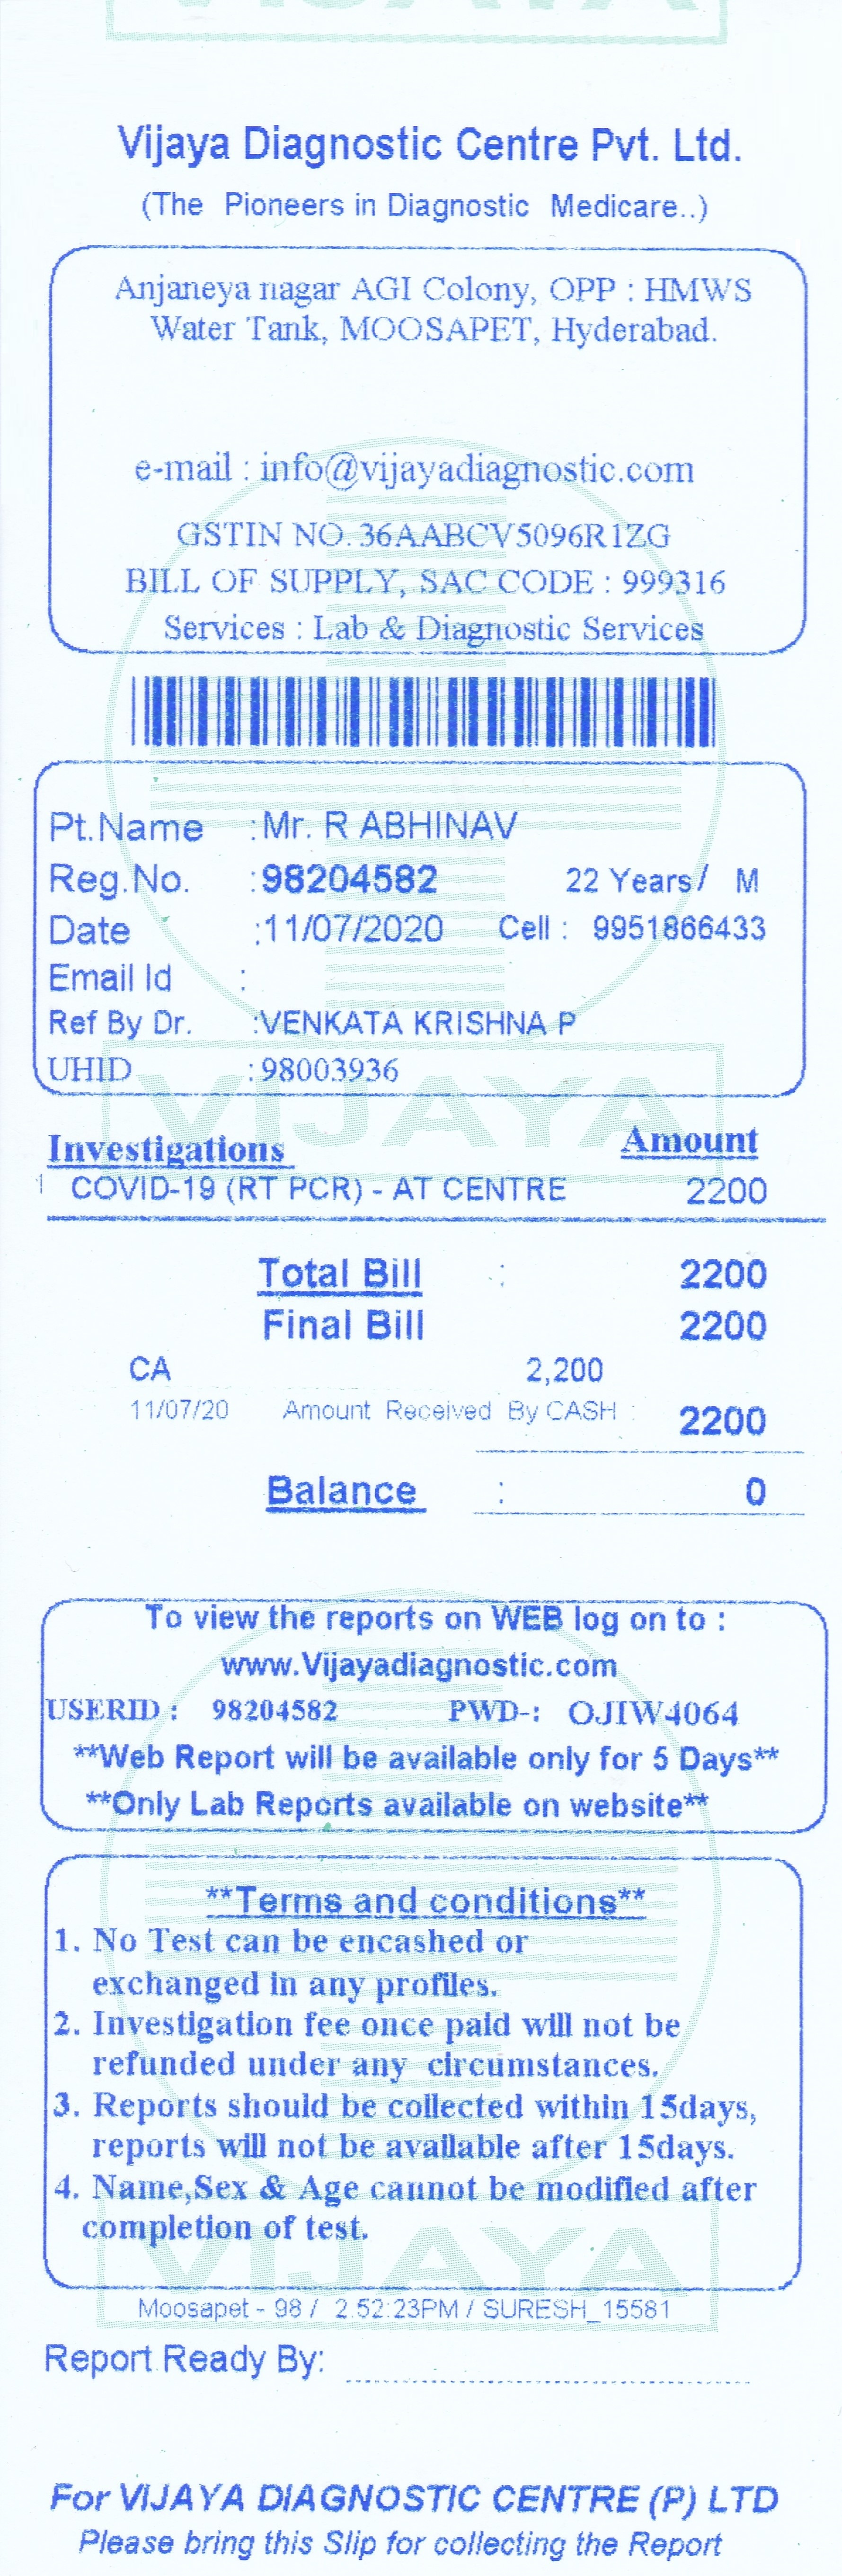 VIJAYA
Vijaya Diagnostic Centre Pvt. Ltd.
(The Pioneers in Diagnostic Medicare..)
Anjaneya nagar AGI Colony, OPP : HMWS
Water Tank, MOOSAPET, Hyderabad.
e-mail : info@vijayadiagnostic.com
GSTIN NO. 36AABCV5096R1ZG
BILL OF SUPPLY, SAC CODE : 999316
Services : Lab & Diagnostic Services
Pt.Name : Mr. R ABHINAV
Reg.No. : 98204582 22 Years/ M
Date : 11/07/2020 Cell : 9951866433
Email Id :
Ref By Dr. : VENKATA KRISHNA P
UHID : 98003936
VIJAYA
Investigations Amount
1 COVID-19 (RT PCR) - AT CENTRE 2200
Total Bill : 2200
Final Bill 2200
CA 2,200
11/07/20 Amount Received By CASH : 2200
Balance : 0
To view the reports on WEB log on to :
www.Vijayadiagnostic.com
USERID : 98204582 PWD-: OJIW4064
**Web Report will be available only for 5 Days**
**Only Lab Reports available on website**
**Terms and conditions**
1. No Test can be encashed or
exchanged in any profiles.
2. Investigation fee once paid will not be
refunded under any circumstances.
3. Reports should be collected within 15days,
reports will not be available after 15days.
4. Name,Sex & Age cannot be modified after
completion of test.
VIJAYA
Moosapet - 98 / 2:52:23PM / SURESH_15581
Report Ready By:
For VIJAYA DIAGNOSTIC CENTRE (P) LTD
Please bring this Slip for collecting the Report